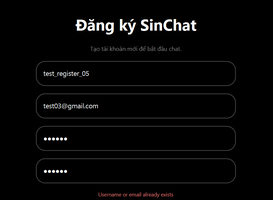 Đăng ký SinChat
Tạo tài khoản mới để bắt đầu chat.
test_register_05
test03@gmail.com
••••••
••••••
Username or email already exists